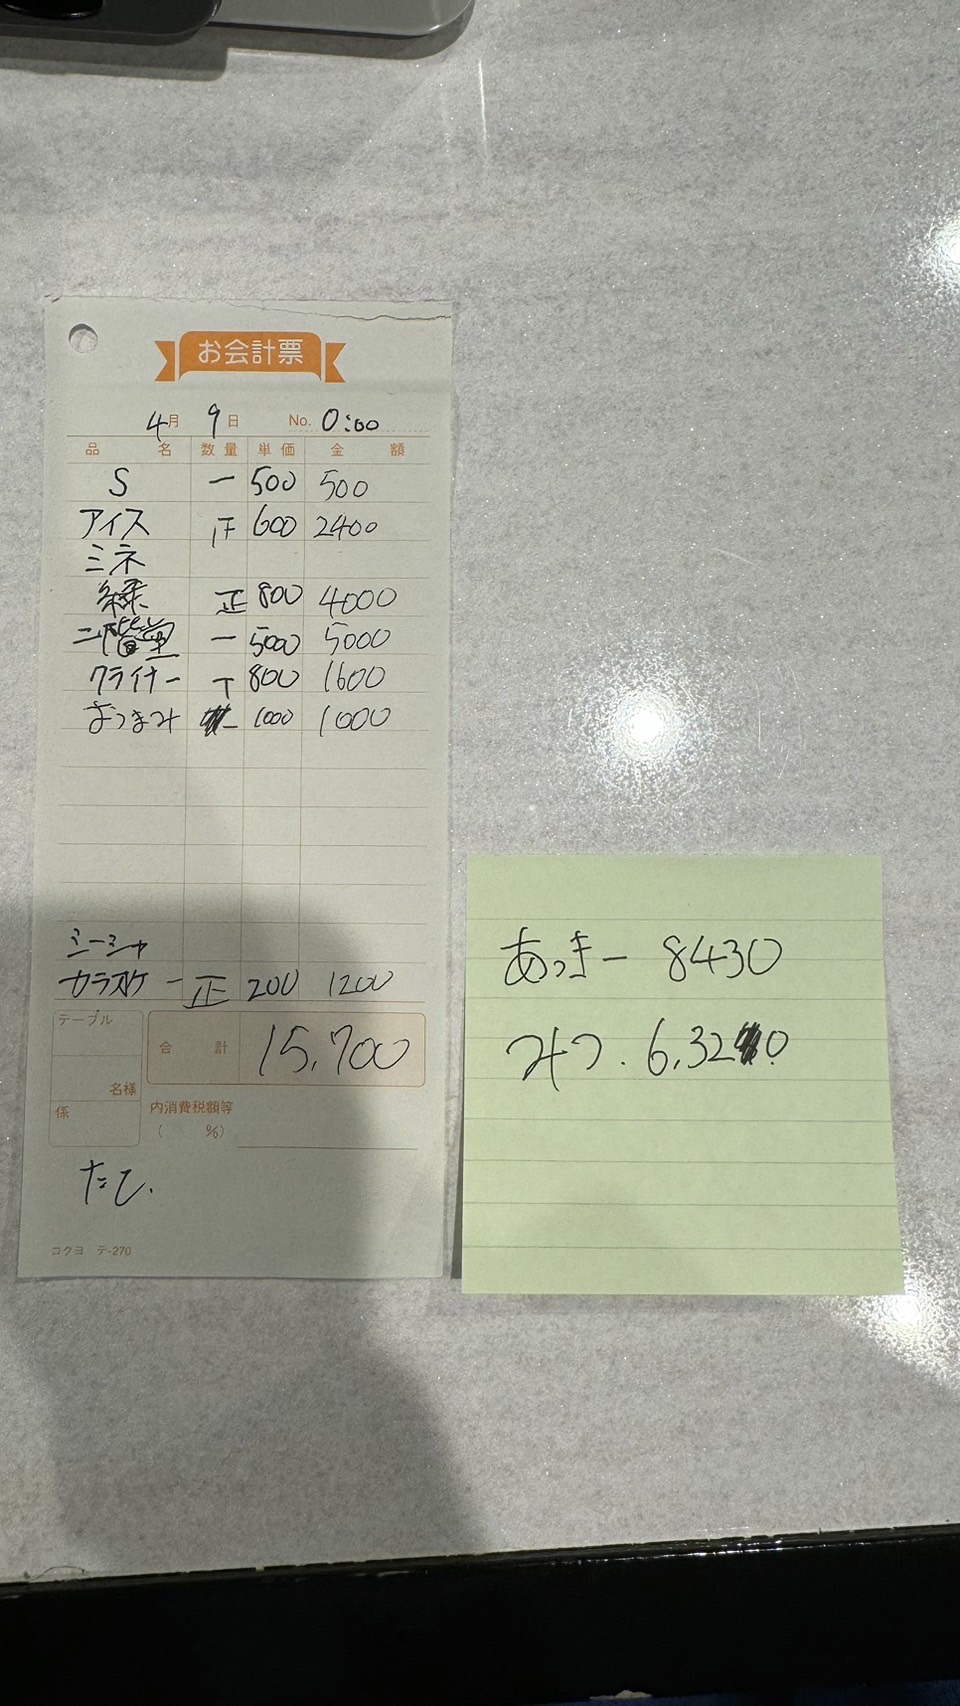 お会計票
4月 9日 No. 0:00
品名 数量 単価 金額
S 一 500 500
アイス 𠄠 600 2400
ミネ
緑 正 800 4000
二階堂 一 5000 5000
クライナー 丅 800 1600
おつまみ 一 1000 1000
シーシャ
カラオケ 一 正 200 1200
テーブル
合計 15,700
名様
係
内消費税額等
( %)
コクヨ テ-270
あっきー 8430
みつ. 6,320